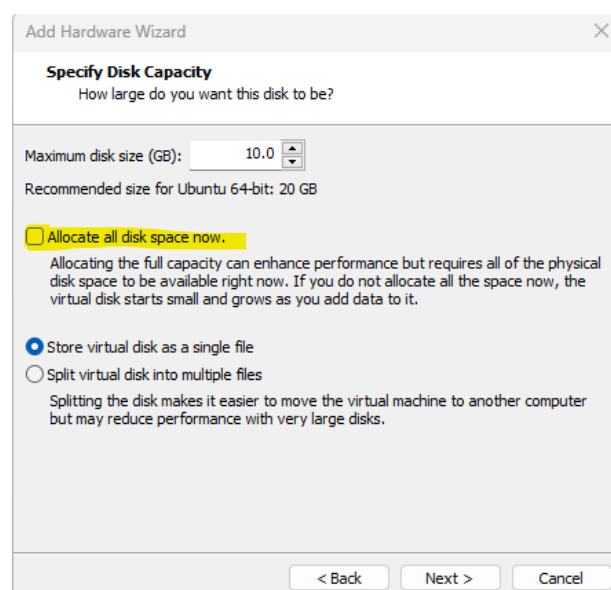 Add Hardware Wizard
Specify Disk Capacity
How large do you want this disk to be?
Maximum disk size (GB): 10.0
Recommended size for Ubuntu 64-bit: 20 GB
Allocate all disk space now.
Allocating the full capacity can enhance performance but requires all of the physical
disk space to be available right now. If you do not allocate all the space now, the
virtual disk starts small and grows as you add data to it.
Store virtual disk as a single file
Split virtual disk into multiple files
Splitting the disk makes it easier to move the virtual machine to another computer
but may reduce performance with very large disks.
< Back Next > Cancel